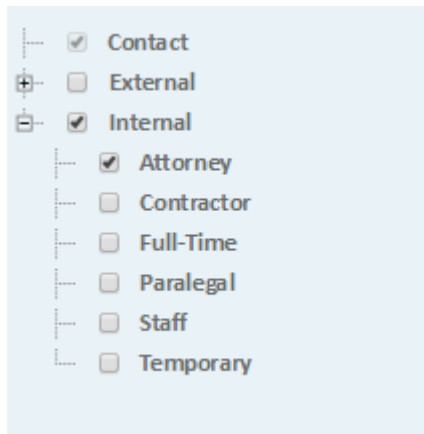 Contact
External
Internal
Attorney
Contractor
Full-Time
Paralegal
Staff
Temporary